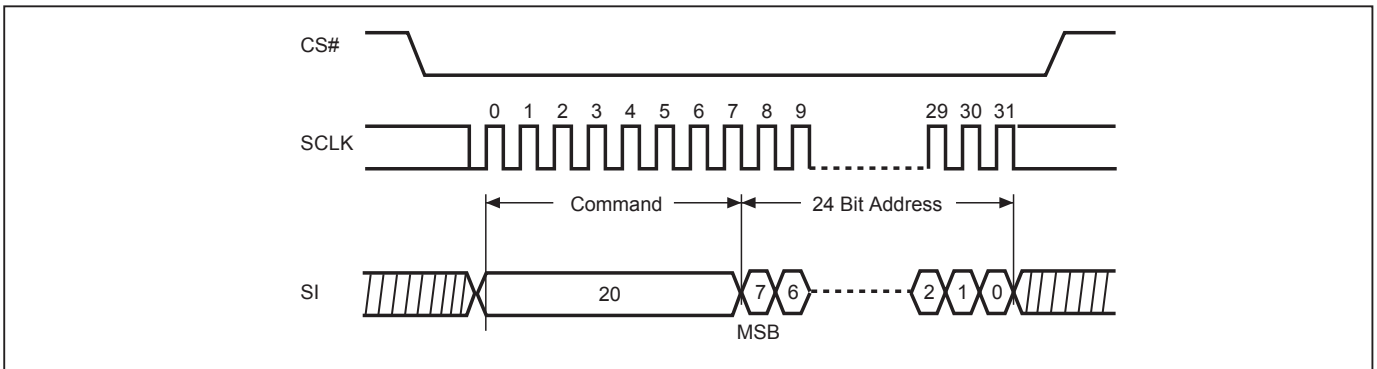 CS#
0 1 2 3 4 5 6 7 8 9 29 30 31
SCLK
Command 24 Bit Address
SI 20 7 6 2 1 0
MSB